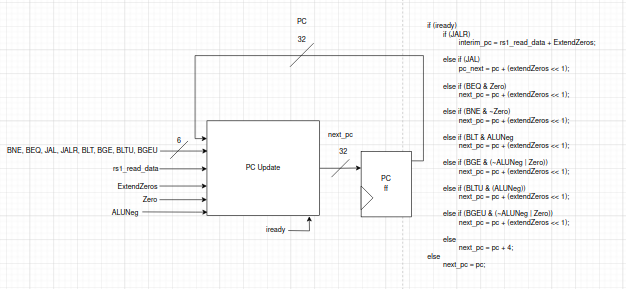 PC
32
6
BNE, BEQ, JAL, JALR, BLT, BGE, BLTU, BGEU
rs1_read_data
ExtendZeros
Zero
ALUNeg
PC Update
iready
next_pc
32
PC
ff
if (iready)
if (JALR)
interim_pc = rs1_read_data + ExtendZeros;
else if (JAL)
pc_next = pc + (extendZeros << 1);
else if (BEQ & Zero)
next_pc = pc + (extendZeros << 1);
else if (BNE & ~Zero)
next_pc = pc + (extendZeros << 1);
else if (BLT & ALUNeg
next_pc = pc + (extendZeros << 1);
else if (BGE & (~ALUNeg | Zero))
next_pc = pc + (extendZeros << 1);
else if (BLTU & (ALUNeg))
next_pc = pc + (extendZeros << 1);
else if (BGEU & (~ALUNeg | Zero))
next_pc = pc + (extendZeros << 1);
else
next_pc = pc + 4;
else
next_pc = pc;